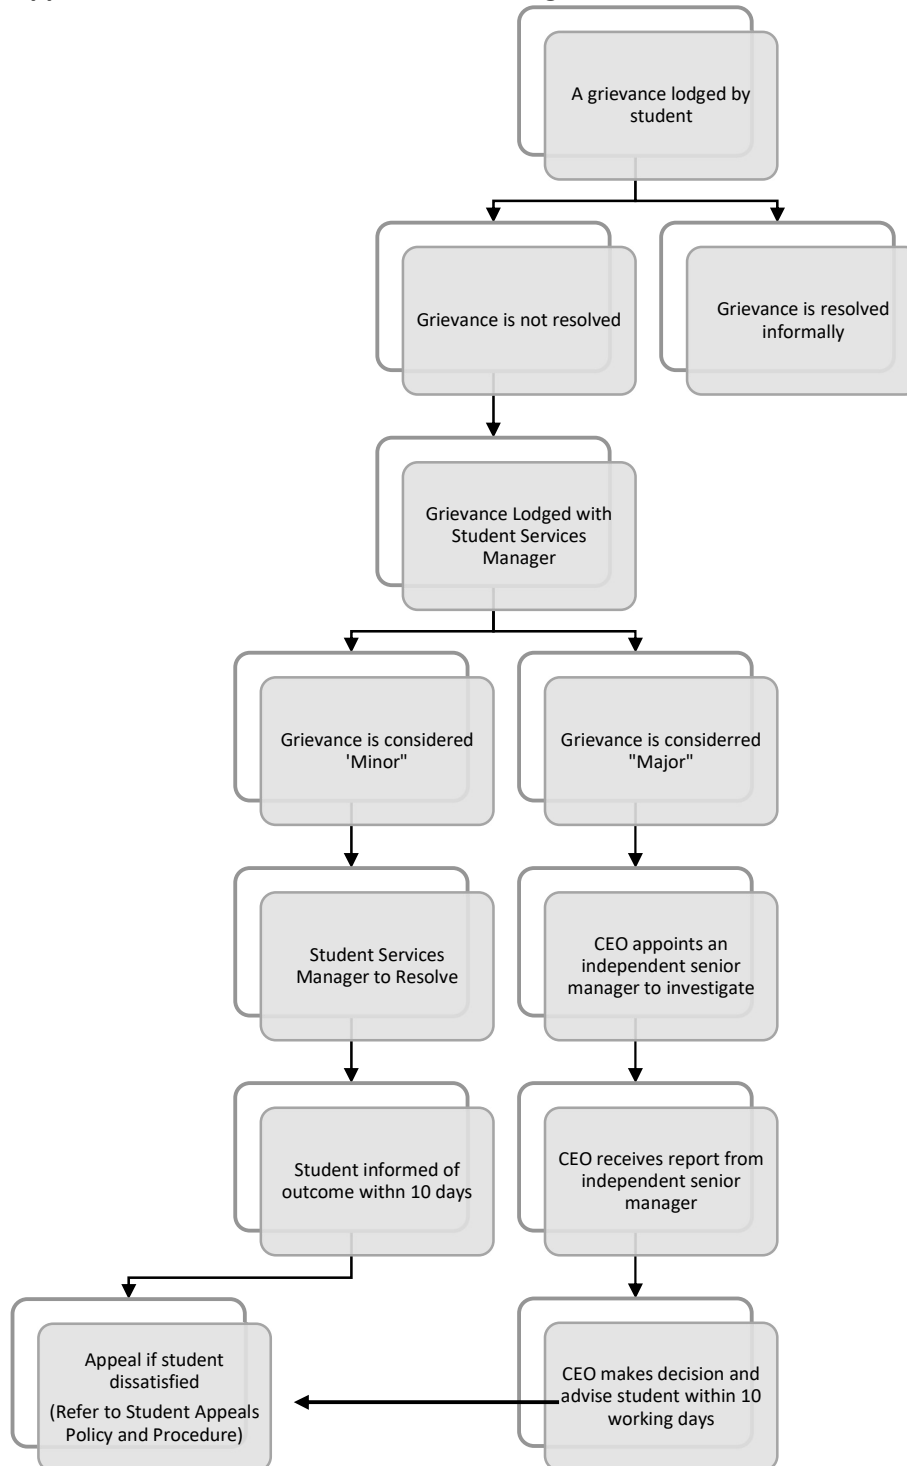 A grievance lodged by
student
Grievance is not resolved
Grievance is resolved
informally
Grievance Lodged with
Student Services
Manager
Grievance is considered
'Minor"
Grievance is considerred
"Major"
Student Services
Manager to Resolve
CEO appoints an
independent senior
manager to investigate
Student informed of
outcome withn 10 days
CEO receives report from
independent senior
manager
Appeal if student
dissatisfied
(Refer to Student Appeals
Policy and Procedure)
CEO makes decision and
advise student within 10
working days